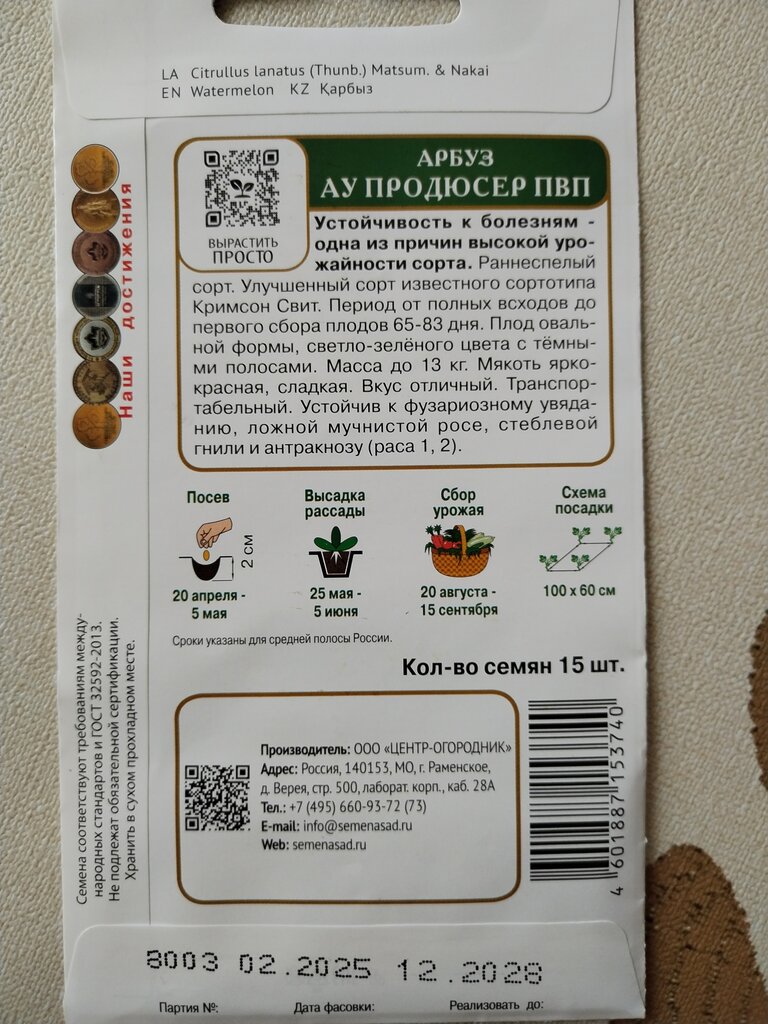 LA Citrullus lanatus (Thunb.) Matsum. & Nakai
EN Watermelon KZ Қарбыз
АРБУЗ
АУ ПРОДЮСЕР ПВП
ВЫРАСТИТЬ
ПРОСТО
Устойчивость к болезням -
одна из причин высокой уро-
жайности сорта. Раннеспелый
сорт. Улучшенный сорт известного сортотипа
Кримсон Свит. Период от полных всходов до
первого сбора плодов 65-83 дня. Плод оваль-
ной формы, светло-зелёного цвета с тёмны-
ми полосами. Масса до 13 кг. Мякоть ярко-
красная, сладкая. Вкус отличный. Транспор-
табельный. Устойчив к фузариозному увяда-
нию, ложной мучнистой росе, стеблевой
гнили и антракнозу (раса 1, 2).
Наши достижения
Посев
2 см
20 апреля -
5 мая
Высадка
рассады
25 мая -
5 июня
Сбор
урожая
20 августа -
15 сентября
Схема
посадки
100 х 60 см
Сроки указаны для средней полосы России.
Кол-во семян 15 шт.
Семена соответствуют требованиям между-
народных стандартов и ГОСТ 32592-2013.
Не подлежат обязательной сертификации.
Хранить в сухом прохладном месте.
Производитель: ООО «ЦЕНТР-ОГОРОДНИК»
Адрес: Россия, 140153, МО, г. Раменское,
д. Верея, стр. 500, лаборат. корп., каб. 28А
Тел.: +7 (495) 660-93-72 (73)
E-mail: info@semenasad.ru
Web: semenasad.ru
4 601887 153740
8003 02.2025 12.2028
Партия №: Дата фасовки: Реализовать до: